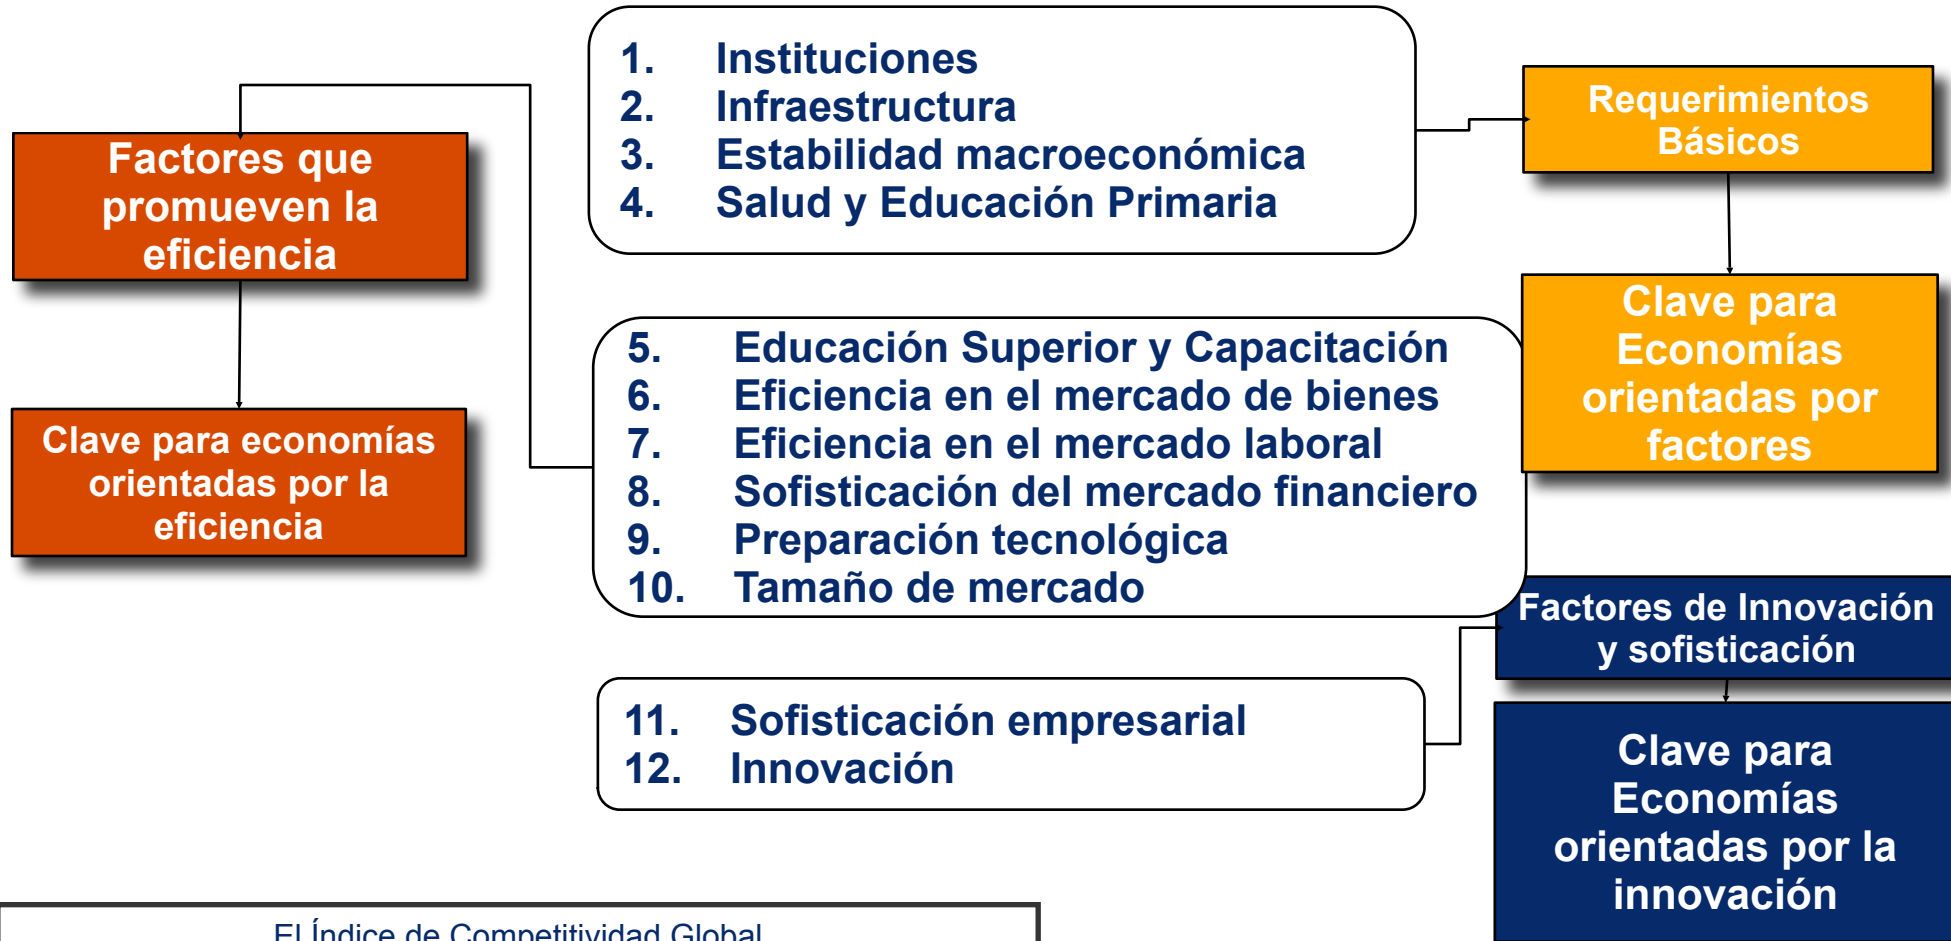 1. Instituciones
2. Infraestructura
3. Estabilidad macroeconómica
4. Salud y Educación Primaria
Requerimientos
Básicos
Clave para
Economías
orientadas por
factores
Factores que
promueven la
eficiencia
Clave para economías
orientadas por la
eficiencia
5. Educación Superior y Capacitación
6. Eficiencia en el mercado de bienes
7. Eficiencia en el mercado laboral
8. Sofisticación del mercado financiero
9. Preparación tecnológica
10. Tamaño de mercado
Factores de Innovación
y sofisticación
11. Sofisticación empresarial
12. Innovación
Clave para
Economías
orientadas por la
innovación
El Índice de Competitividad Global